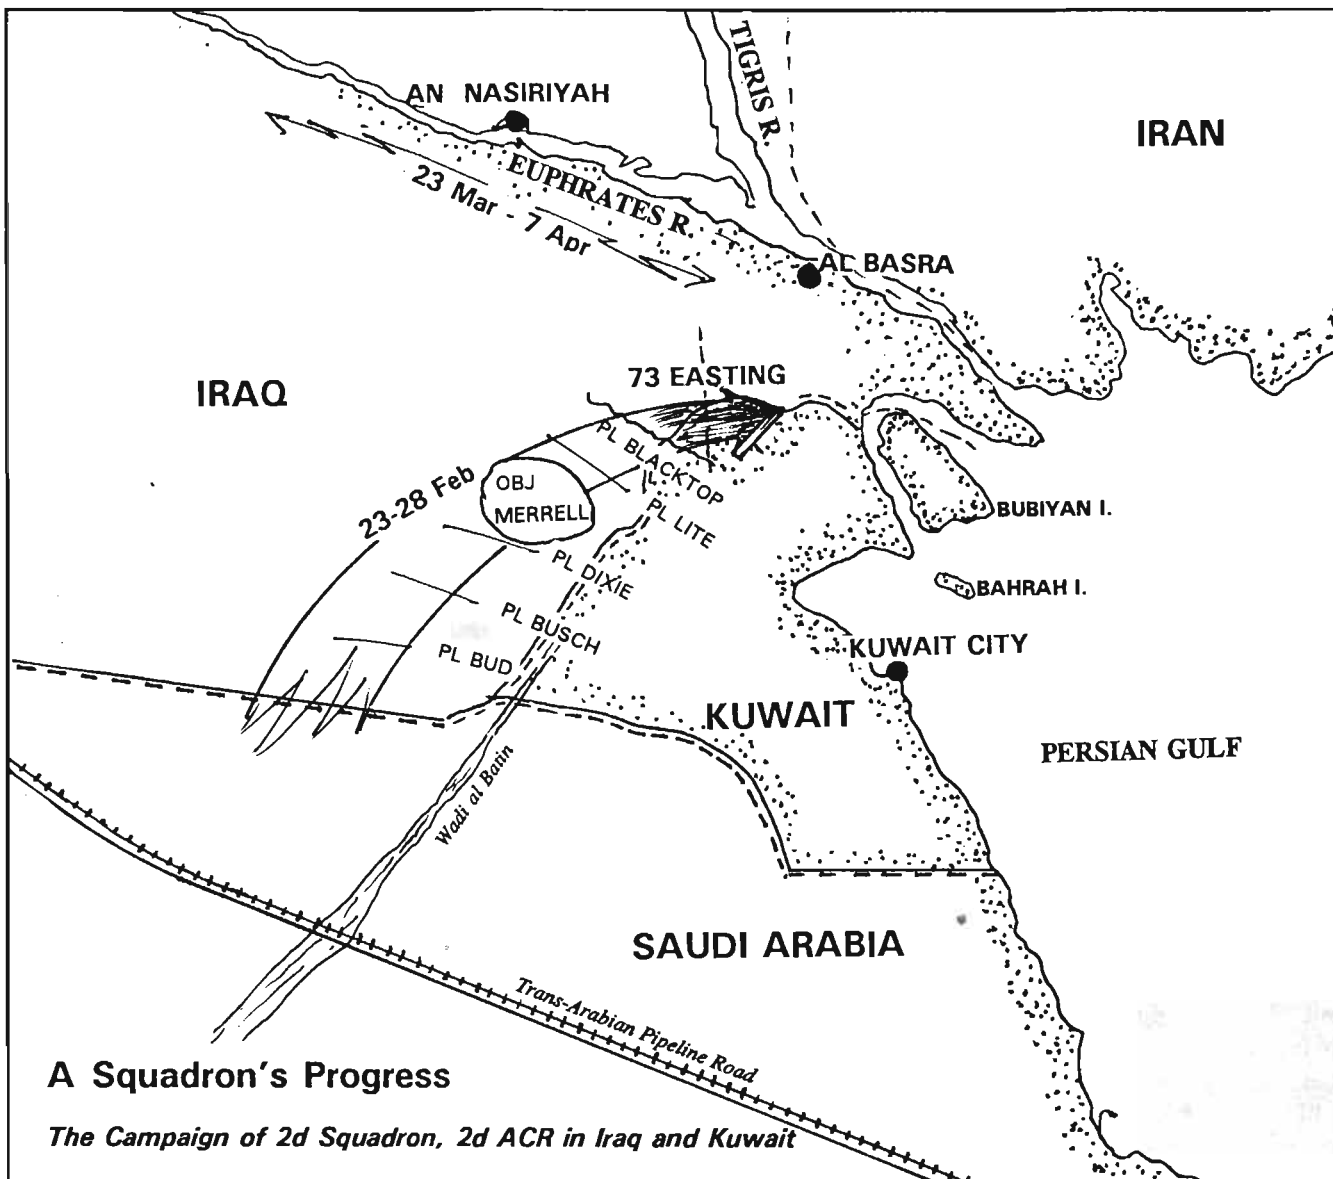 TIGRIS R.
AN NASIRIYAH
IRAN
EUPHRATES R.
23 Mar - 7 Apr
AL BASRA
73 EASTING
IRAQ
PL BLACKTOP
23-28 Feb
OBJ
MERRELL
PL LITE
BUBIYAN I.
PL DIXIE
BAHRAH I.
PL BUSCH
KUWAIT CITY
PL BUD
KUWAIT
PERSIAN GULF
Wadi al Batin
SAUDI ARABIA
Trans-Arabian Pipeline Road
A Squadron's Progress
The Campaign of 2d Squadron, 2d ACR in Iraq and Kuwait